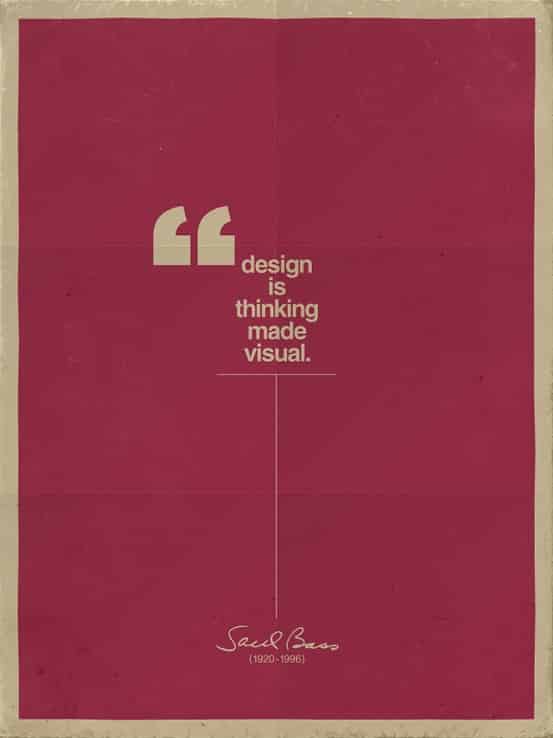 “
design
is
thinking
made
visual.
Saul Bass
(1920-1996)